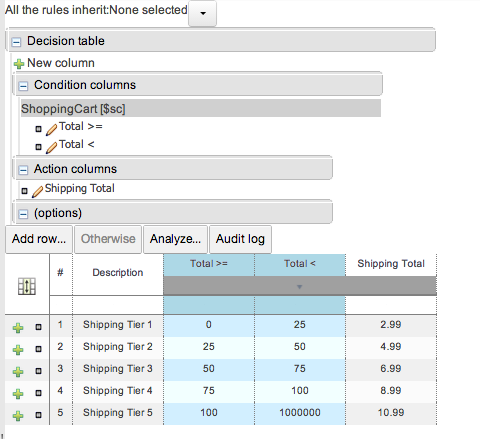 All the rules inherit:None selected
Decision table
New column
Condition columns
ShoppingCart [$sc]
Total >=
Total <
Action columns
Shipping Total
(options)
Add row... Otherwise Analyze... Audit log
# Description Total >= Total < Shipping Total
1 Shipping Tier 1 0 25 2.99
2 Shipping Tier 2 25 50 4.99
3 Shipping Tier 3 50 75 6.99
4 Shipping Tier 4 75 100 8.99
5 Shipping Tier 5 100 1000000 10.99